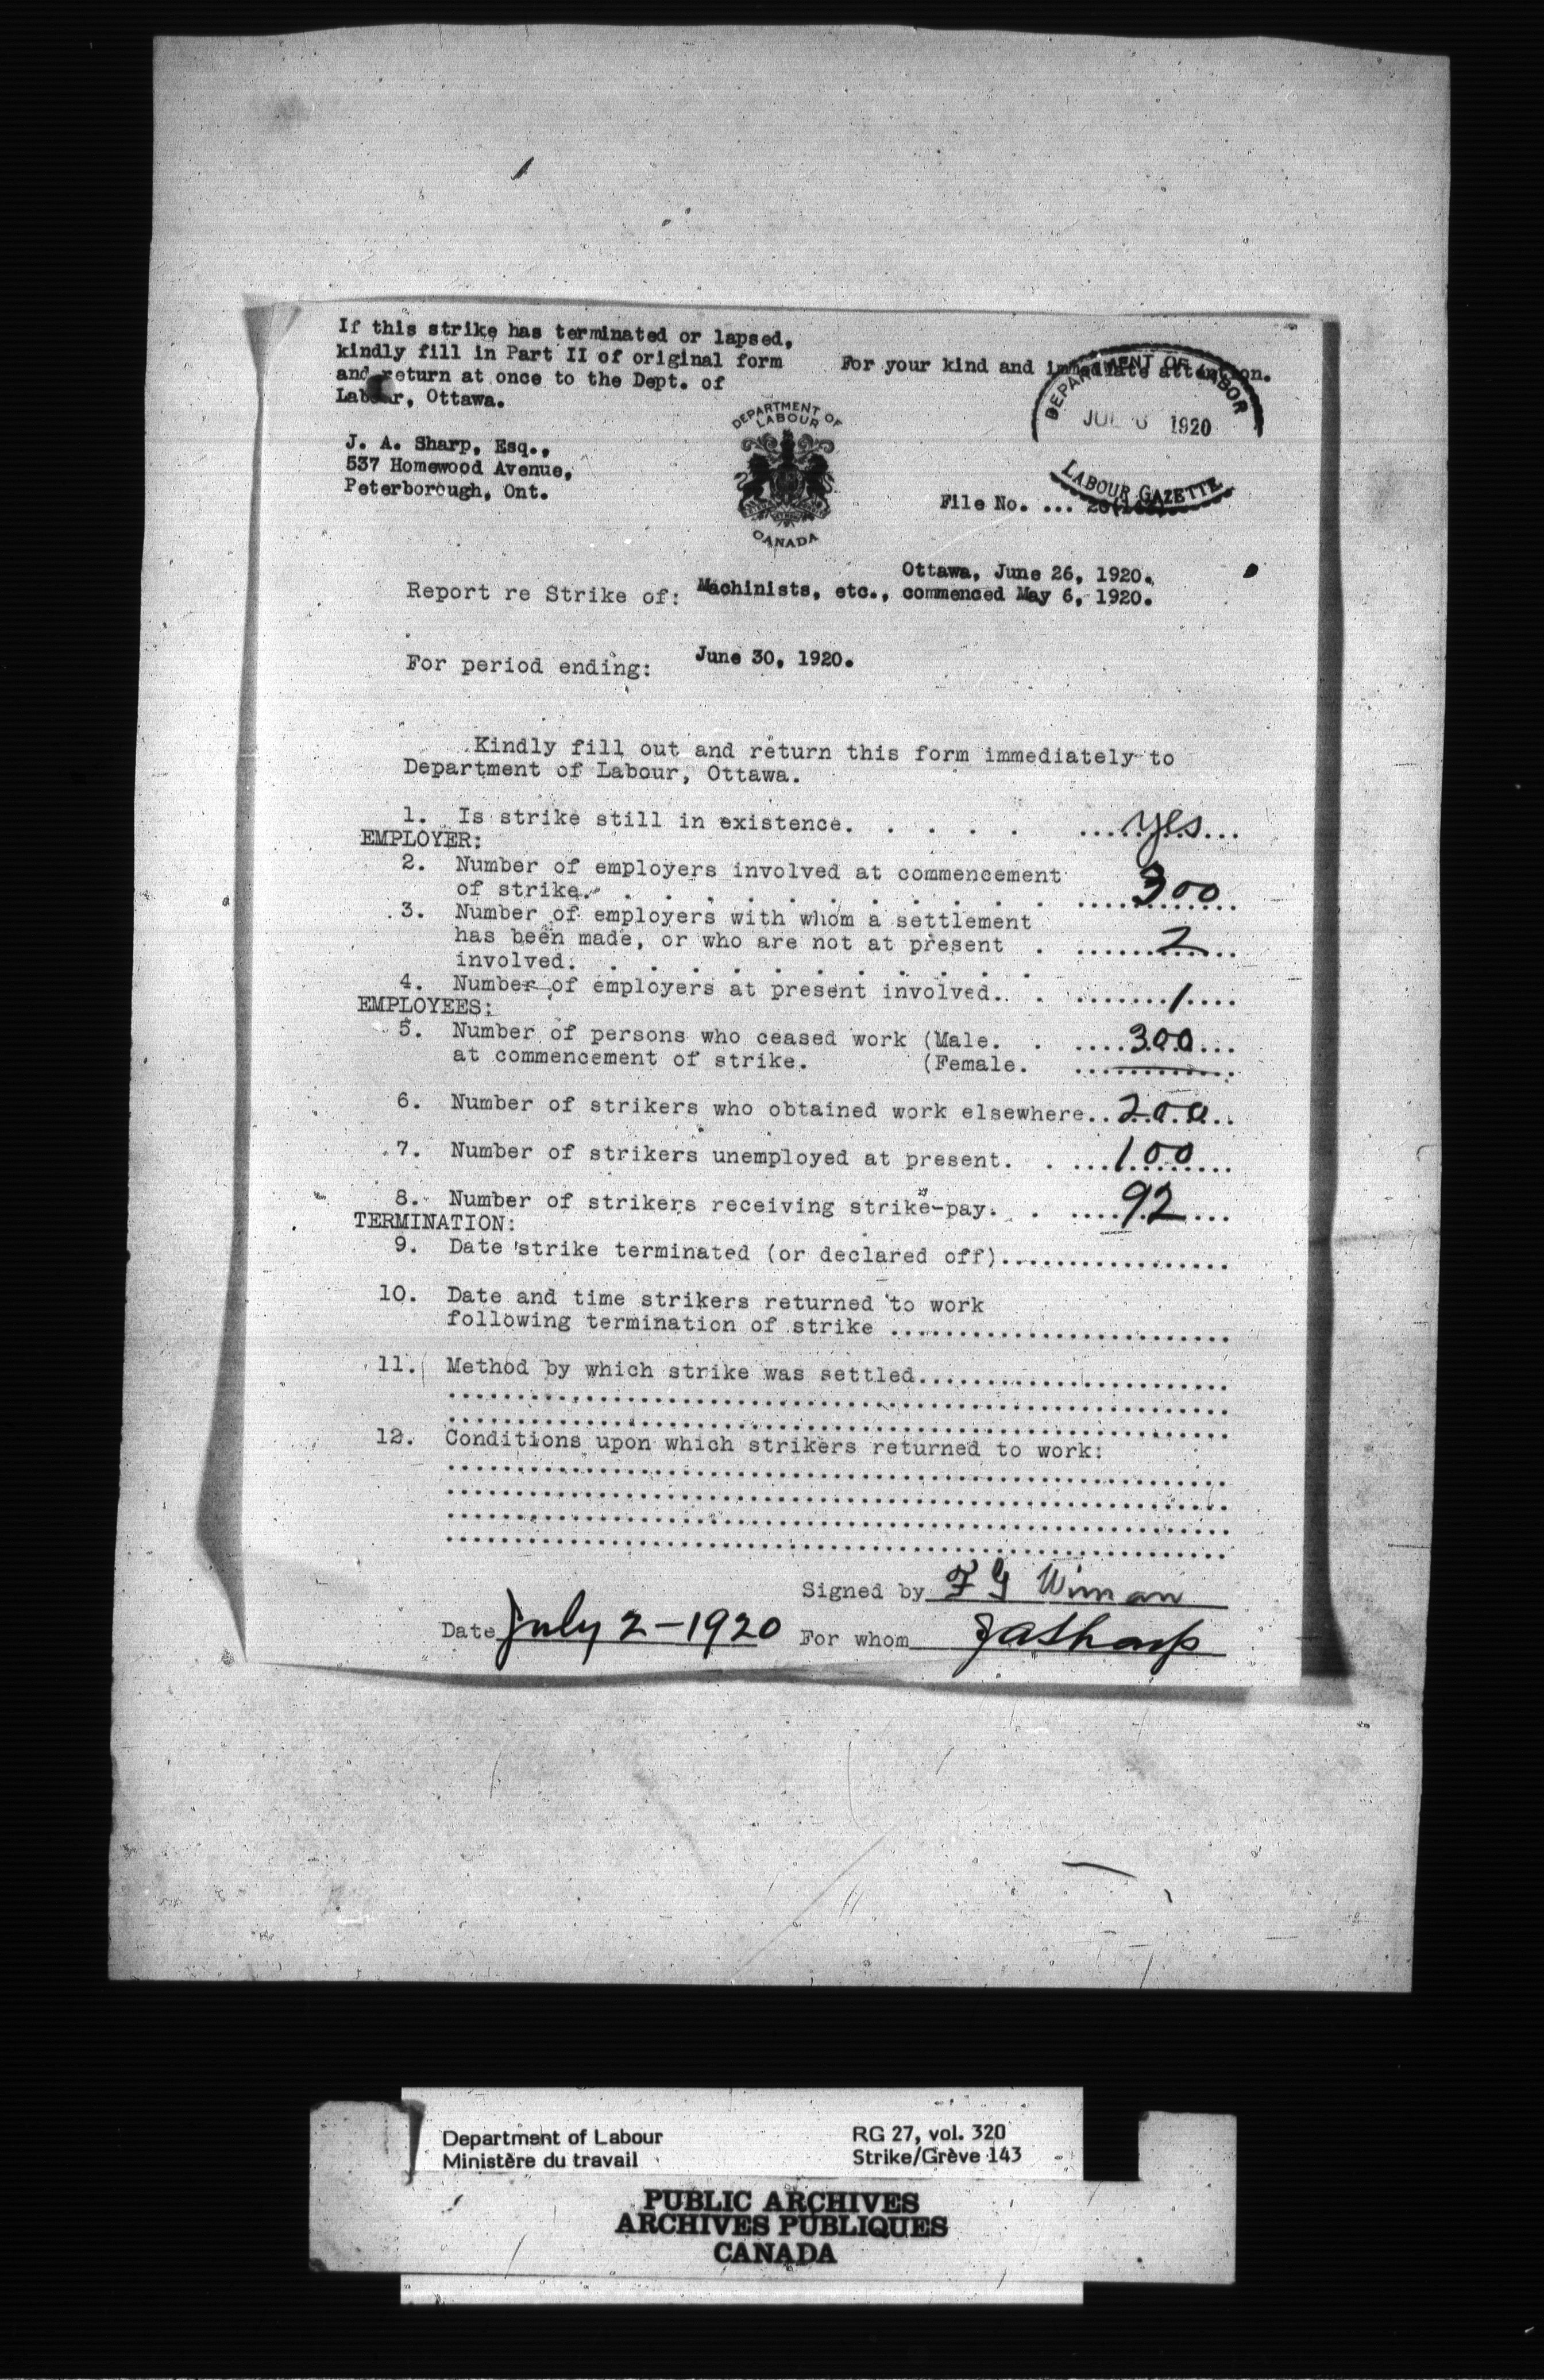 If this strike has terminated or lapsed,
kindly fill in Part II of original form
and return at once to the Dept. of
Labour, Ottawa.
For your kind and immediate attention.
DEPARTMENT OF LABOR
JUL 6 1920
LABOUR GAZETTE
DEPARTMENT OF
LABOUR
CANADA
J. A. Sharp, Esq.,
537 Homewood Avenue,
Peterborough, Ont.
File No. ... 20
Ottawa, June 26, 1920.
Report re Strike of: Machinists, etc., commenced May 6, 1920.
For period ending: June 30, 1920.
Kindly fill out and return this form immediately to
Department of Labour, Ottawa.
1. Is strike still in existence. . . . . . yes
EMPLOYER:
2. Number of employers involved at commencement
of strike. . . . . . . . . . . . 300
3. Number of employers with whom a settlement
has been made, or who are not at present . 2
involved. . . . . . . . . . . .
4. Number of employers at present involved. . 1
EMPLOYEES:
5. Number of persons who ceased work (Male. . 300
at commencement of strike. (Female.
6. Number of strikers who obtained work elsewhere.. 200
7. Number of strikers unemployed at present. . 100
8. Number of strikers receiving strike-pay. . 92
TERMINATION:
9. Date strike terminated (or declared off)
10. Date and time strikers returned to work
following termination of strike
11. Method by which strike was settled
12. Conditions upon which strikers returned to work:
Signed by F G Winman
Date July 2-1920 For whom J A Sharp
Department of Labour
Ministère du travail
RG 27, vol. 320
Strike/Grève 143
PUBLIC ARCHIVES
ARCHIVES PUBLIQUES
CANADA